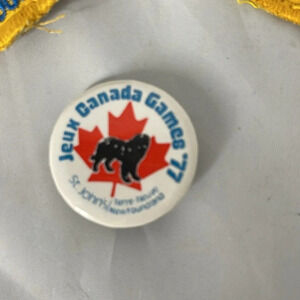 Jeux Canada Games '77
St. John's, Terre-Neuve
Newfoundland